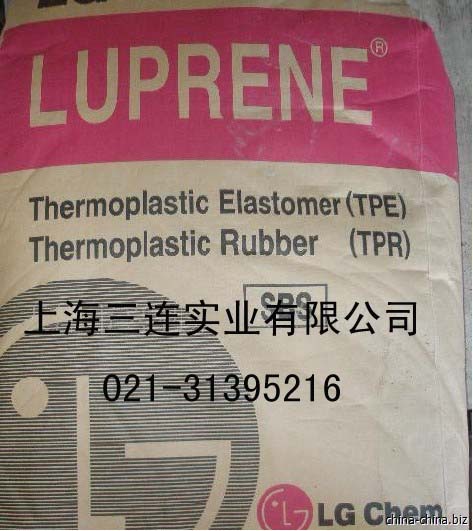 LUPRENE®
Thermoplastic Elastomer (TPE)
Thermoplastic Rubber (TPR)
SBS
上海三连实业有限公司
021-31395216
LG Chem
china-china.biz